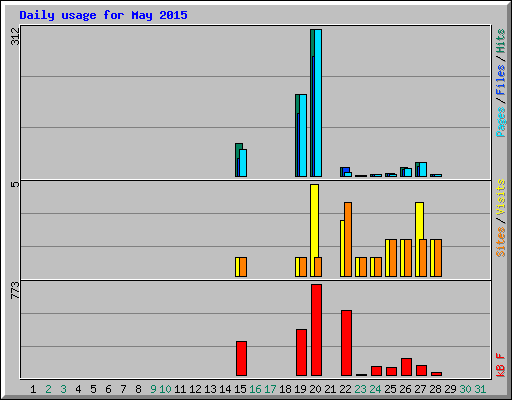 Daily usage for May 2015
312
Pages/Files/Hits
5
Sites/Visits
773
kB F
1 2 3 4 5 6 7 8 9 10 11 12 13 14 15 16 17 18 19 20 21 22 23 24 25 26 27 28 29 30 31